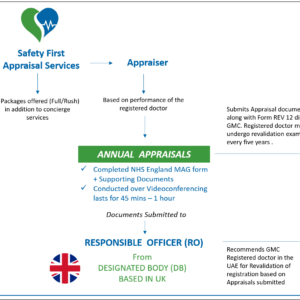 Safety First
Appraisal Services
Appraiser
Packages offered (Full/Rush)
in addition to concierge
services
Based on performance of the
registered doctor
Submits Appraisal docume
along with Form REV 12 di
GMC. Registered doctor m
undergo revalidation exam
every five years .
ANNUAL APPRAISALS
✓ Completed NHS England MAG form
+ Supporting Documents
✓ Conducted over Videoconferencing
lasts for 45 mins – 1 hour
Documents Submitted to
RESPONSIBLE OFFICER (RO)
From
DESIGNATED BODY (DB)
BASED IN UK
Recommends GMC
Registered doctor in the
UAE for Revalidation of
registration based on
Appraisals submitted